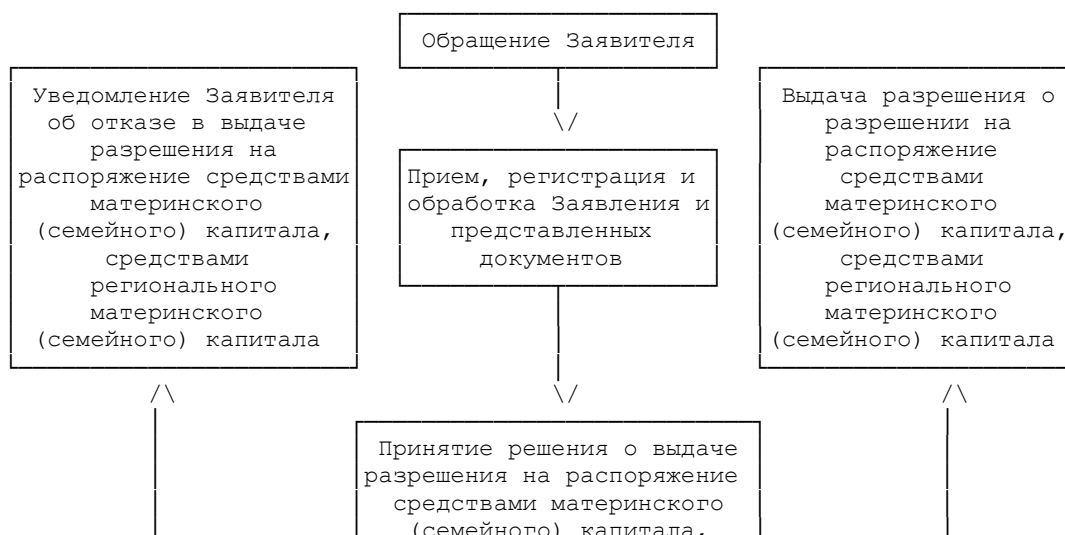 Обращение Заявителя
Уведомление Заявителя
об отказе в выдаче
разрешения на
распоряжение средствами
материнского
(семейного) капитала,
средствами
регионального
материнского
(семейного) капитала
Прием, регистрация и
обработка Заявления и
представленных
документов
Выдача разрешения о
разрешении на
распоряжение
средствами
материнского
(семейного) капитала,
средствами
регионального
материнского
(семейного) капитала
Принятие решения о выдаче
разрешения на распоряжение
средствами материнского
(семейного) капитала,